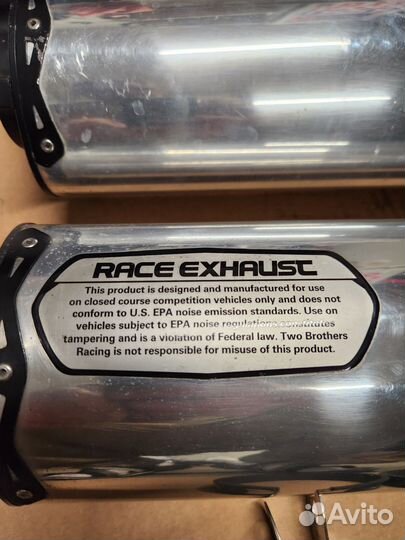 RACE EXHAUST
This product is designed and manufactured for use
on closed course competition vehicles only and does not
conform to U.S. EPA noise emission standards. Use on
vehicles subject to EPA noise regulations constitutes
tampering and is a violation of Federal law. Two Brothers
Racing is not responsible for misuse of this product.
Avito